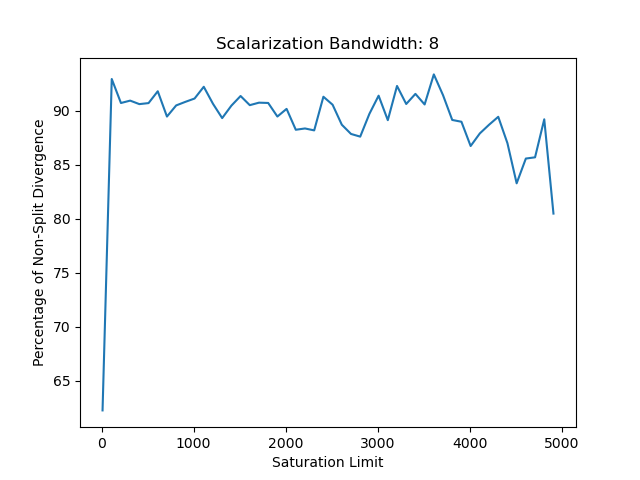 Scalarization Bandwidth: 8
Percentage of Non-Split Divergence
90
85
80
75
70
65
0 1000 2000 3000 4000 5000
Saturation Limit